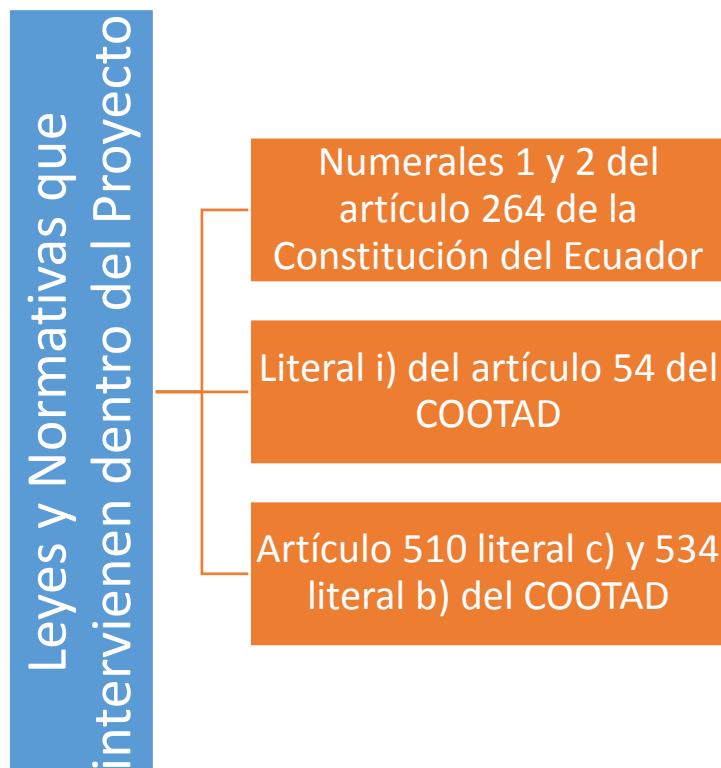 Leyes y Normativas que
intervienen dentro del Proyecto
Numerales 1 y 2 del
artículo 264 de la
Constitución del Ecuador
Literal i) del artículo 54 del
COOTAD
Artículo 510 literal c) y 534
literal b) del COOTAD